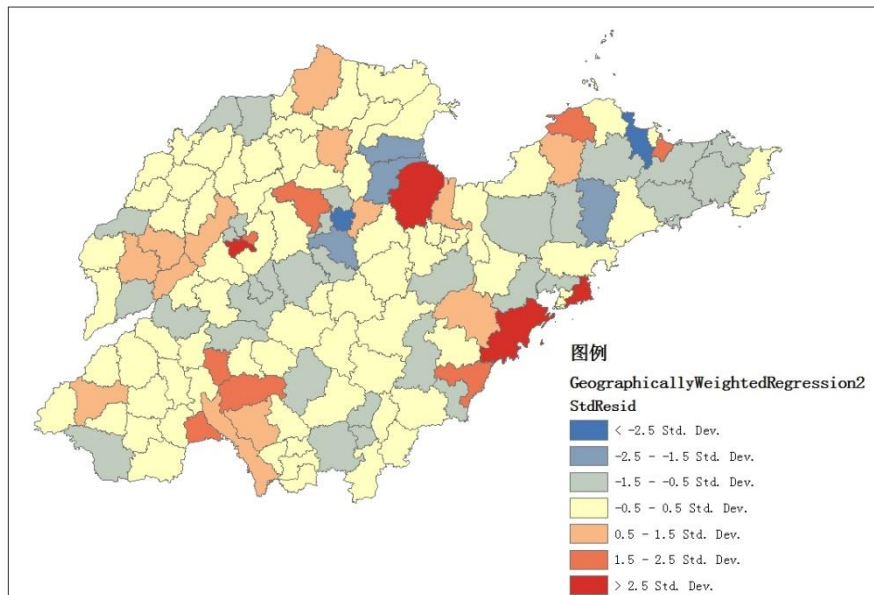 图例
GeographicallyWeightedRegression2
StdResid
< -2.5 Std. Dev.
-2.5 - -1.5 Std. Dev.
-1.5 - -0.5 Std. Dev.
-0.5 - 0.5 Std. Dev.
0.5 - 1.5 Std. Dev.
1.5 - 2.5 Std. Dev.
> 2.5 Std. Dev.